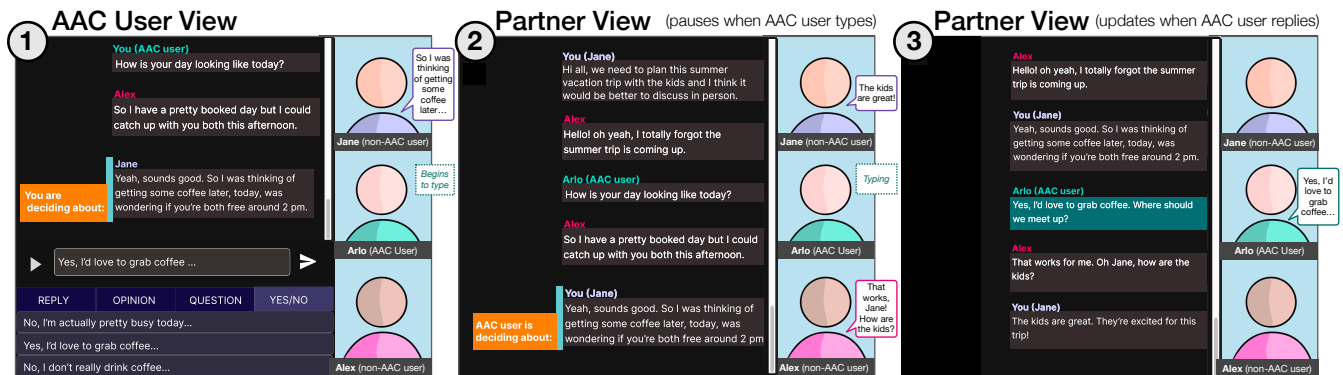 1
AAC User View
You (AAC user)
How is your day looking like today?
Alex
So I have a pretty booked day but I could
catch up with you both this afternoon.
Jane
Yeah, sounds good. So I was thinking of
getting some coffee later, today, was
wondering if you're both free around 2 pm.
You are
deciding about:
Yes, I'd love to grab coffee ...
REPLY
OPINION
QUESTION
YES/NO
No, I'm actually pretty busy today...
Yes, I'd love to grab coffee...
No, I don't really drink coffee...
So I was
thinking
of getting
some
coffee
later...
Jane (non-AAC user)
Begins
to type
Arlo (AAC User)
Alex (non-AAC user)
2
Partner View (pauses when AAC user types)
You (Jane)
Hi all, we need to plan this summer
vacation trip with the kids and I think it
would be better to discuss in person.
Alex
Hello! oh yeah, I totally forgot the
summer trip is coming up.
Arlo (AAC user)
How is your day looking like today?
Alex
So I have a pretty booked day but I could
catch up with you both this afternoon.
You (Jane)
Yeah, sounds good. So I was thinking of
getting some coffee later, today, was
wondering if you're both free around 2 pm
AAC user is
deciding about:
The kids
are great!
Jane (non-AAC user)
Typing
Arlo (AAC User)
That
works,
Jane!
How are
the kids?
Alex (non-AAC user)
3
Partner View (updates when AAC user replies)
Alex
Hello! oh yeah, I totally forgot the summer
trip is coming up.
You (Jane)
Yeah, sounds good. So I was thinking of
getting some coffee later, today, was
wondering if you're both free around 2 pm.
Arlo (AAC user)
Yes, I'd love to grab coffee. Where should
we meet up?
Alex
That works for me. Oh Jane, how are the
kids?
You (Jane)
The kids are great. They're excited for this
trip!
Jane (non-AAC user)
Yes, I'd
love to
grab
coffee...
Arlo (AAC User)
Alex (non-AAC user)